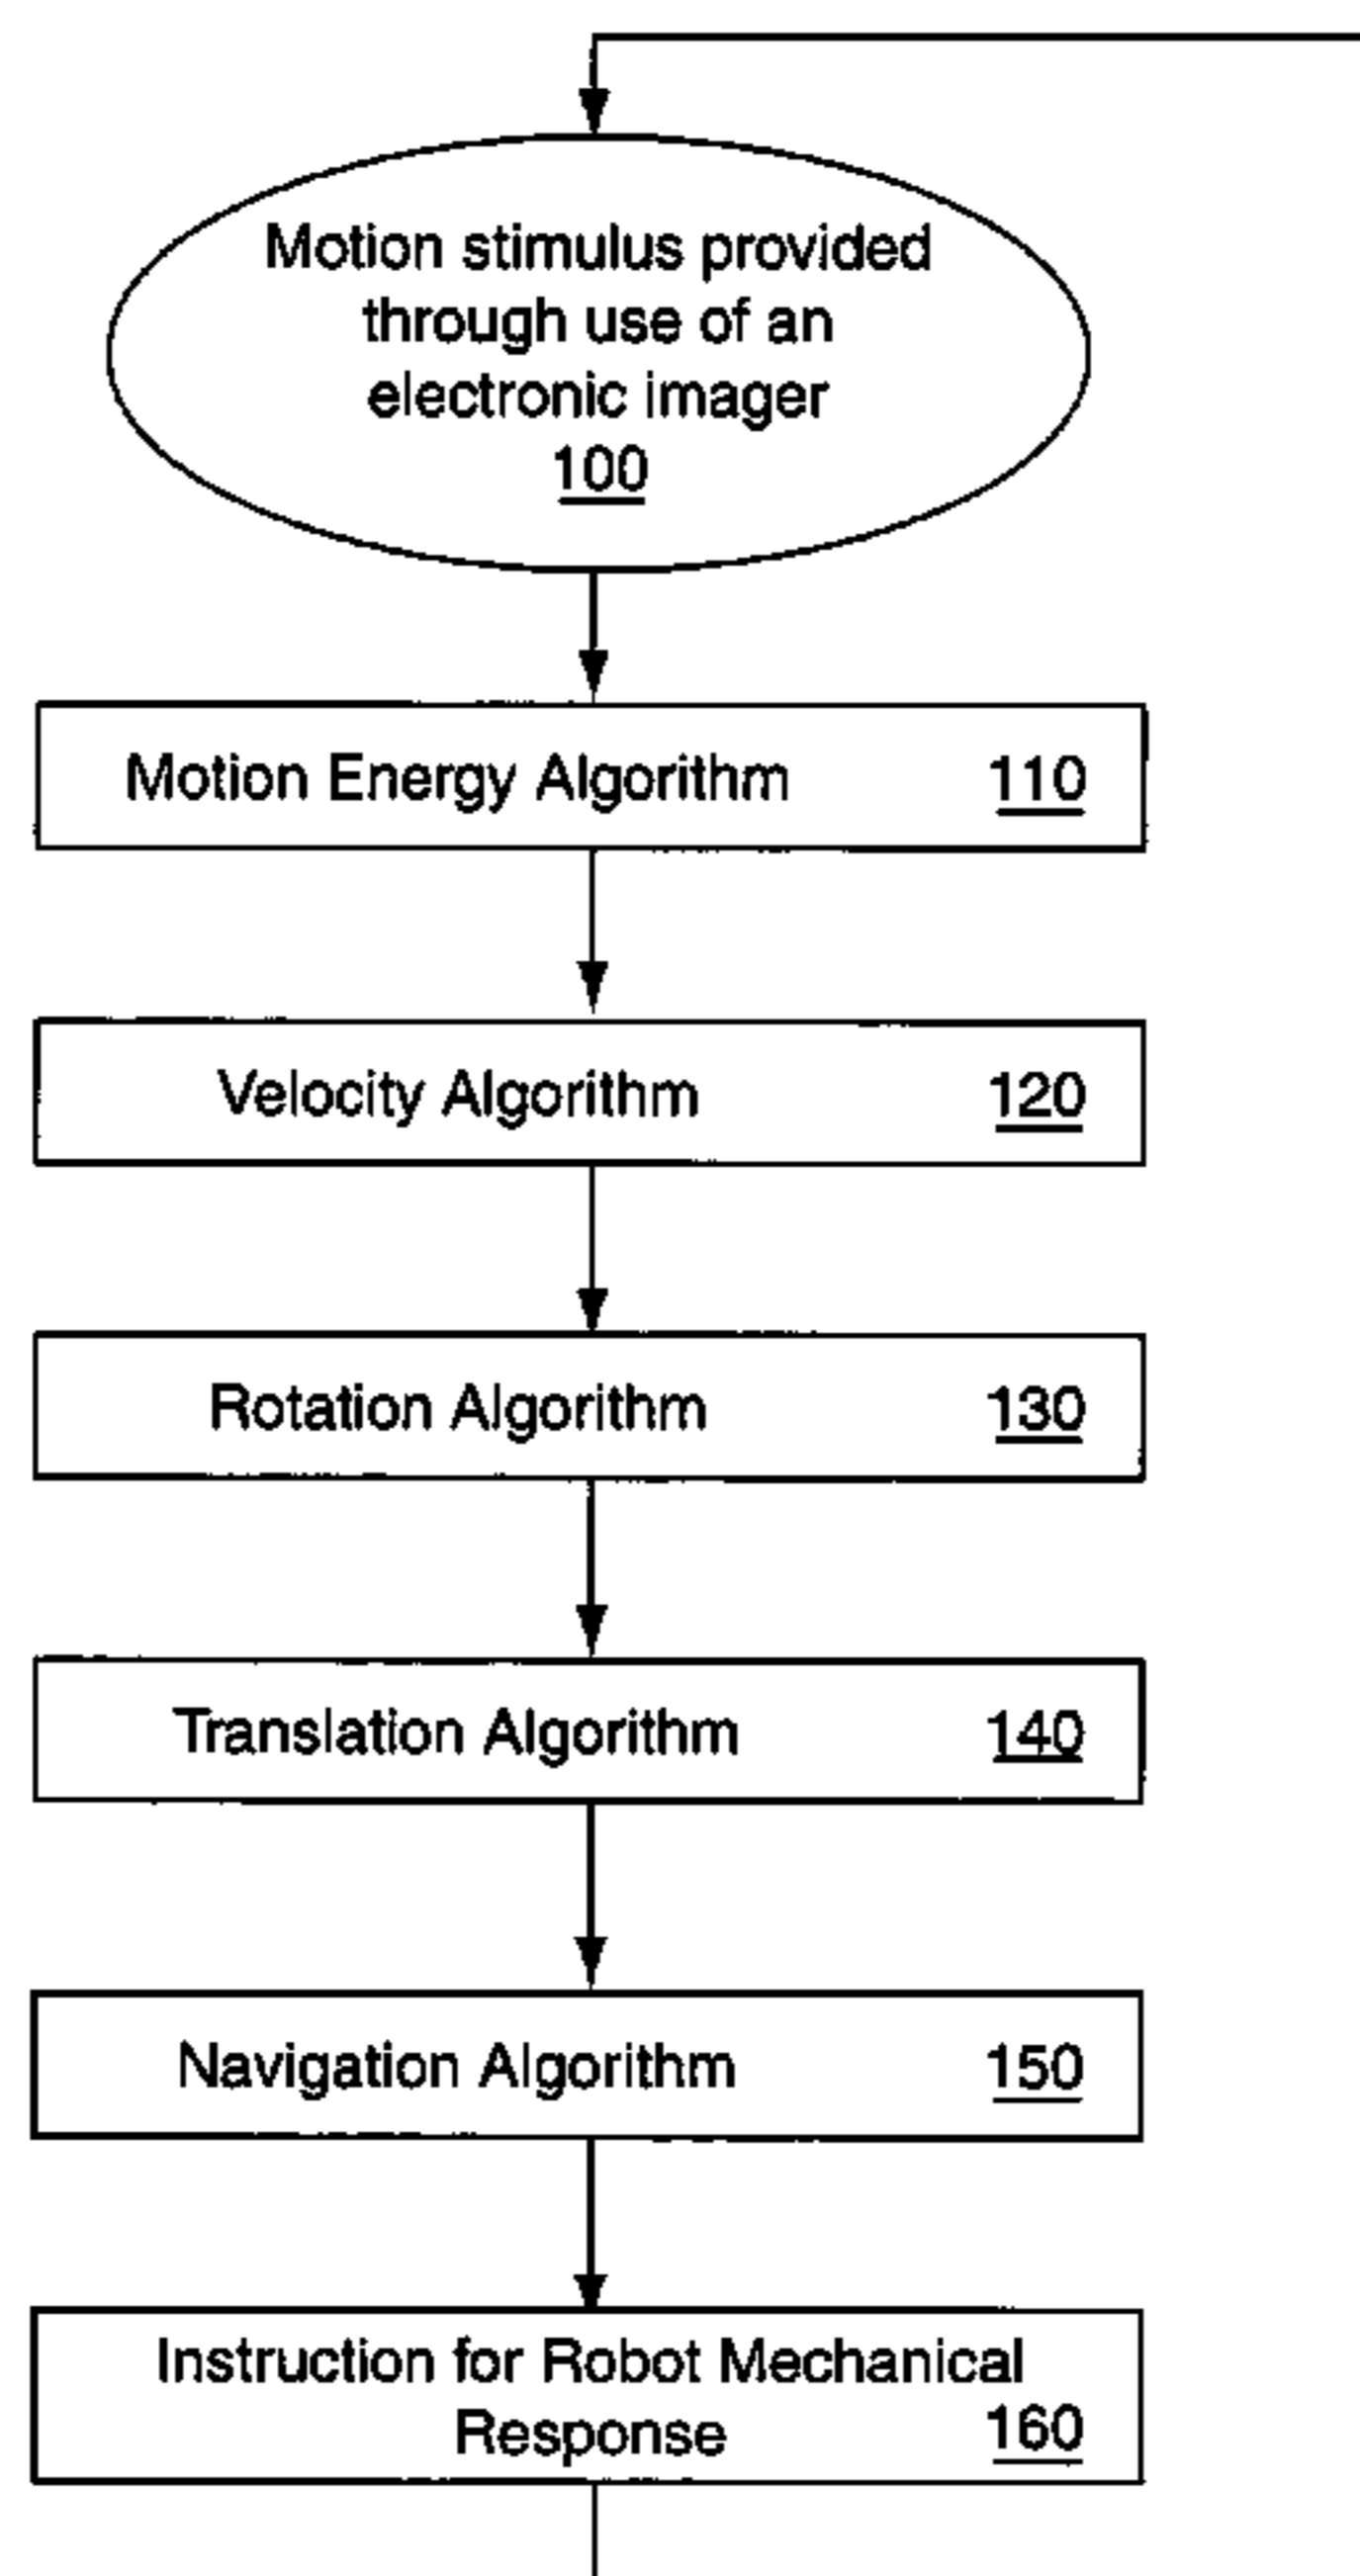 Motion stimulus provided
through use of an
electronic imager
100
Motion Energy Algorithm 110
Velocity Algorithm 120
Rotation Algorithm 130
Translation Algorithm 140
Navigation Algorithm 150
Instruction for Robot Mechanical
Response 160